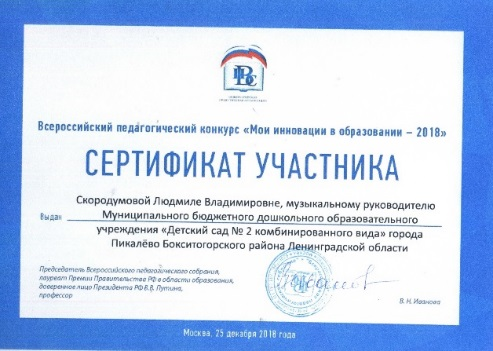 РВС
Всероссийский педагогический конкурс «Мои инновации в образовании – 2018»
СЕРТИФИКАТ УЧАСТНИКА
Скородумовой Людмиле Владимировне, музыкальному руководителю
Выдан Муниципального бюджетного дошкольного образовательного
учреждения «Детский сад № 2 комбинированного вида» города
Пикалёво Бокситогорского района Ленинградской области
Председатель Всероссийского педагогического собрания,
лауреат Премии Правительства РФ в области образования,
доверенное лицо Президента РФ В.В. Путина,
профессор
В. Н. Иванова
Москва, 25 декабря 2018 года